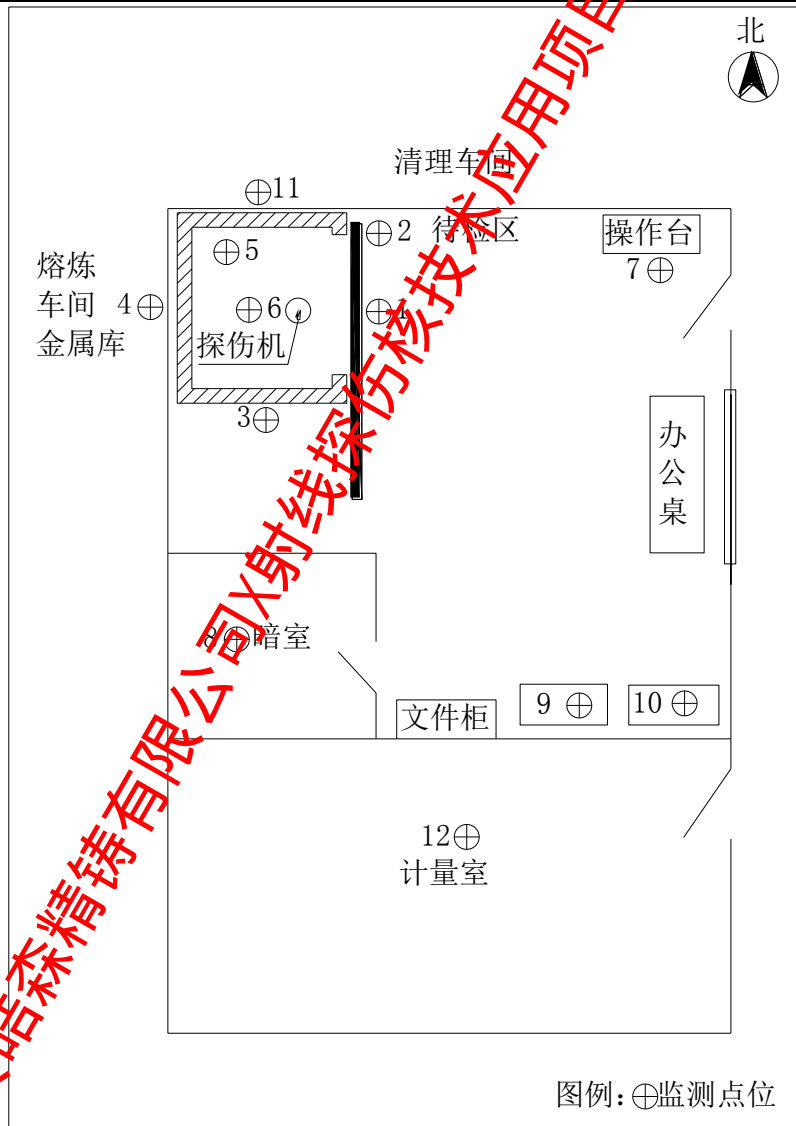 北
清理车间
11
2 待检区
操作台
5
7
熔炼
车间 4
金属库
6
1
探伤机
3
办
公
桌
8 暗室
文件柜
9
10
12
计量室
图例：⊕监测点位
皓森精铸有限公司X射线探伤核技术应用项目